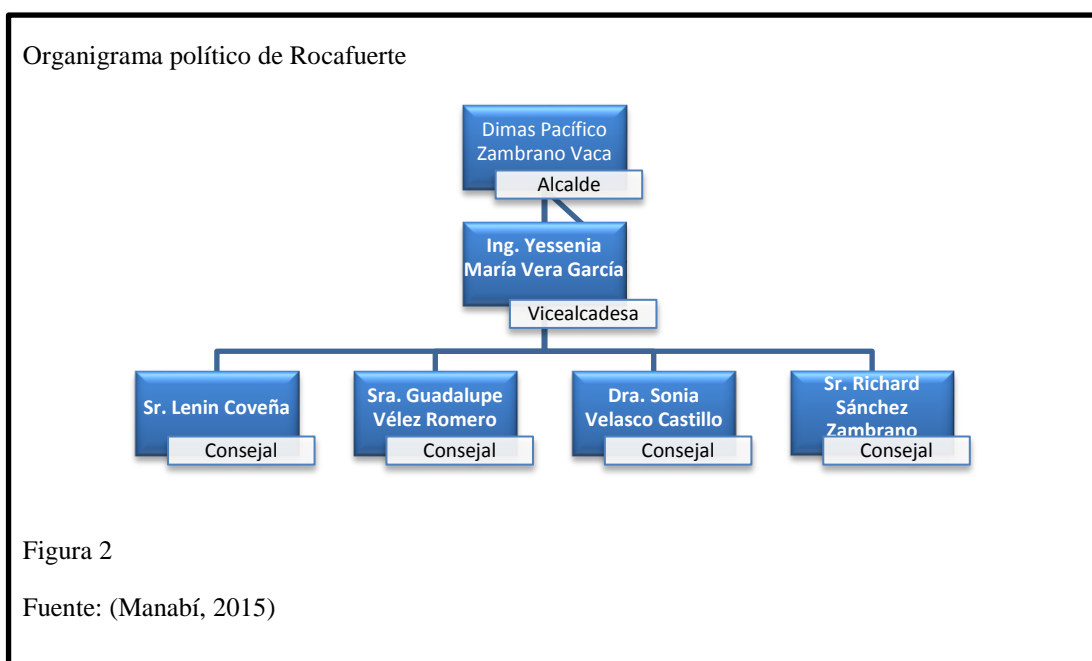 Organigrama político de Rocafuerte
Dimas Pacífico
Zambrano Vaca
Alcalde
Ing. Yessenia
María Vera García
Vicealcadesa
Sr. Lenin Coveña
Consejal
Sra. Guadalupe
Vélez Romero
Consejal
Dra. Sonia
Velasco Castillo
Consejal
Sr. Richard
Sánchez
Zambrano
Consejal
Figura 2
Fuente: (Manabí, 2015)